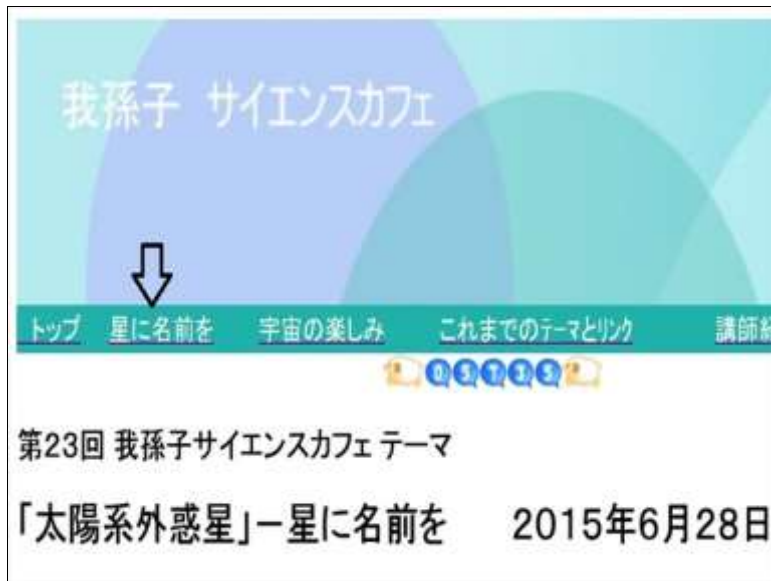 我孫子 サイエンスカフェ
トップ 星に名前を 宇宙の楽しみ これまでのテーマとリンク 講師
第23回 我孫子サイエンスカフェ テーマ
「太陽系外惑星」－星に名前を 2015年6月28日